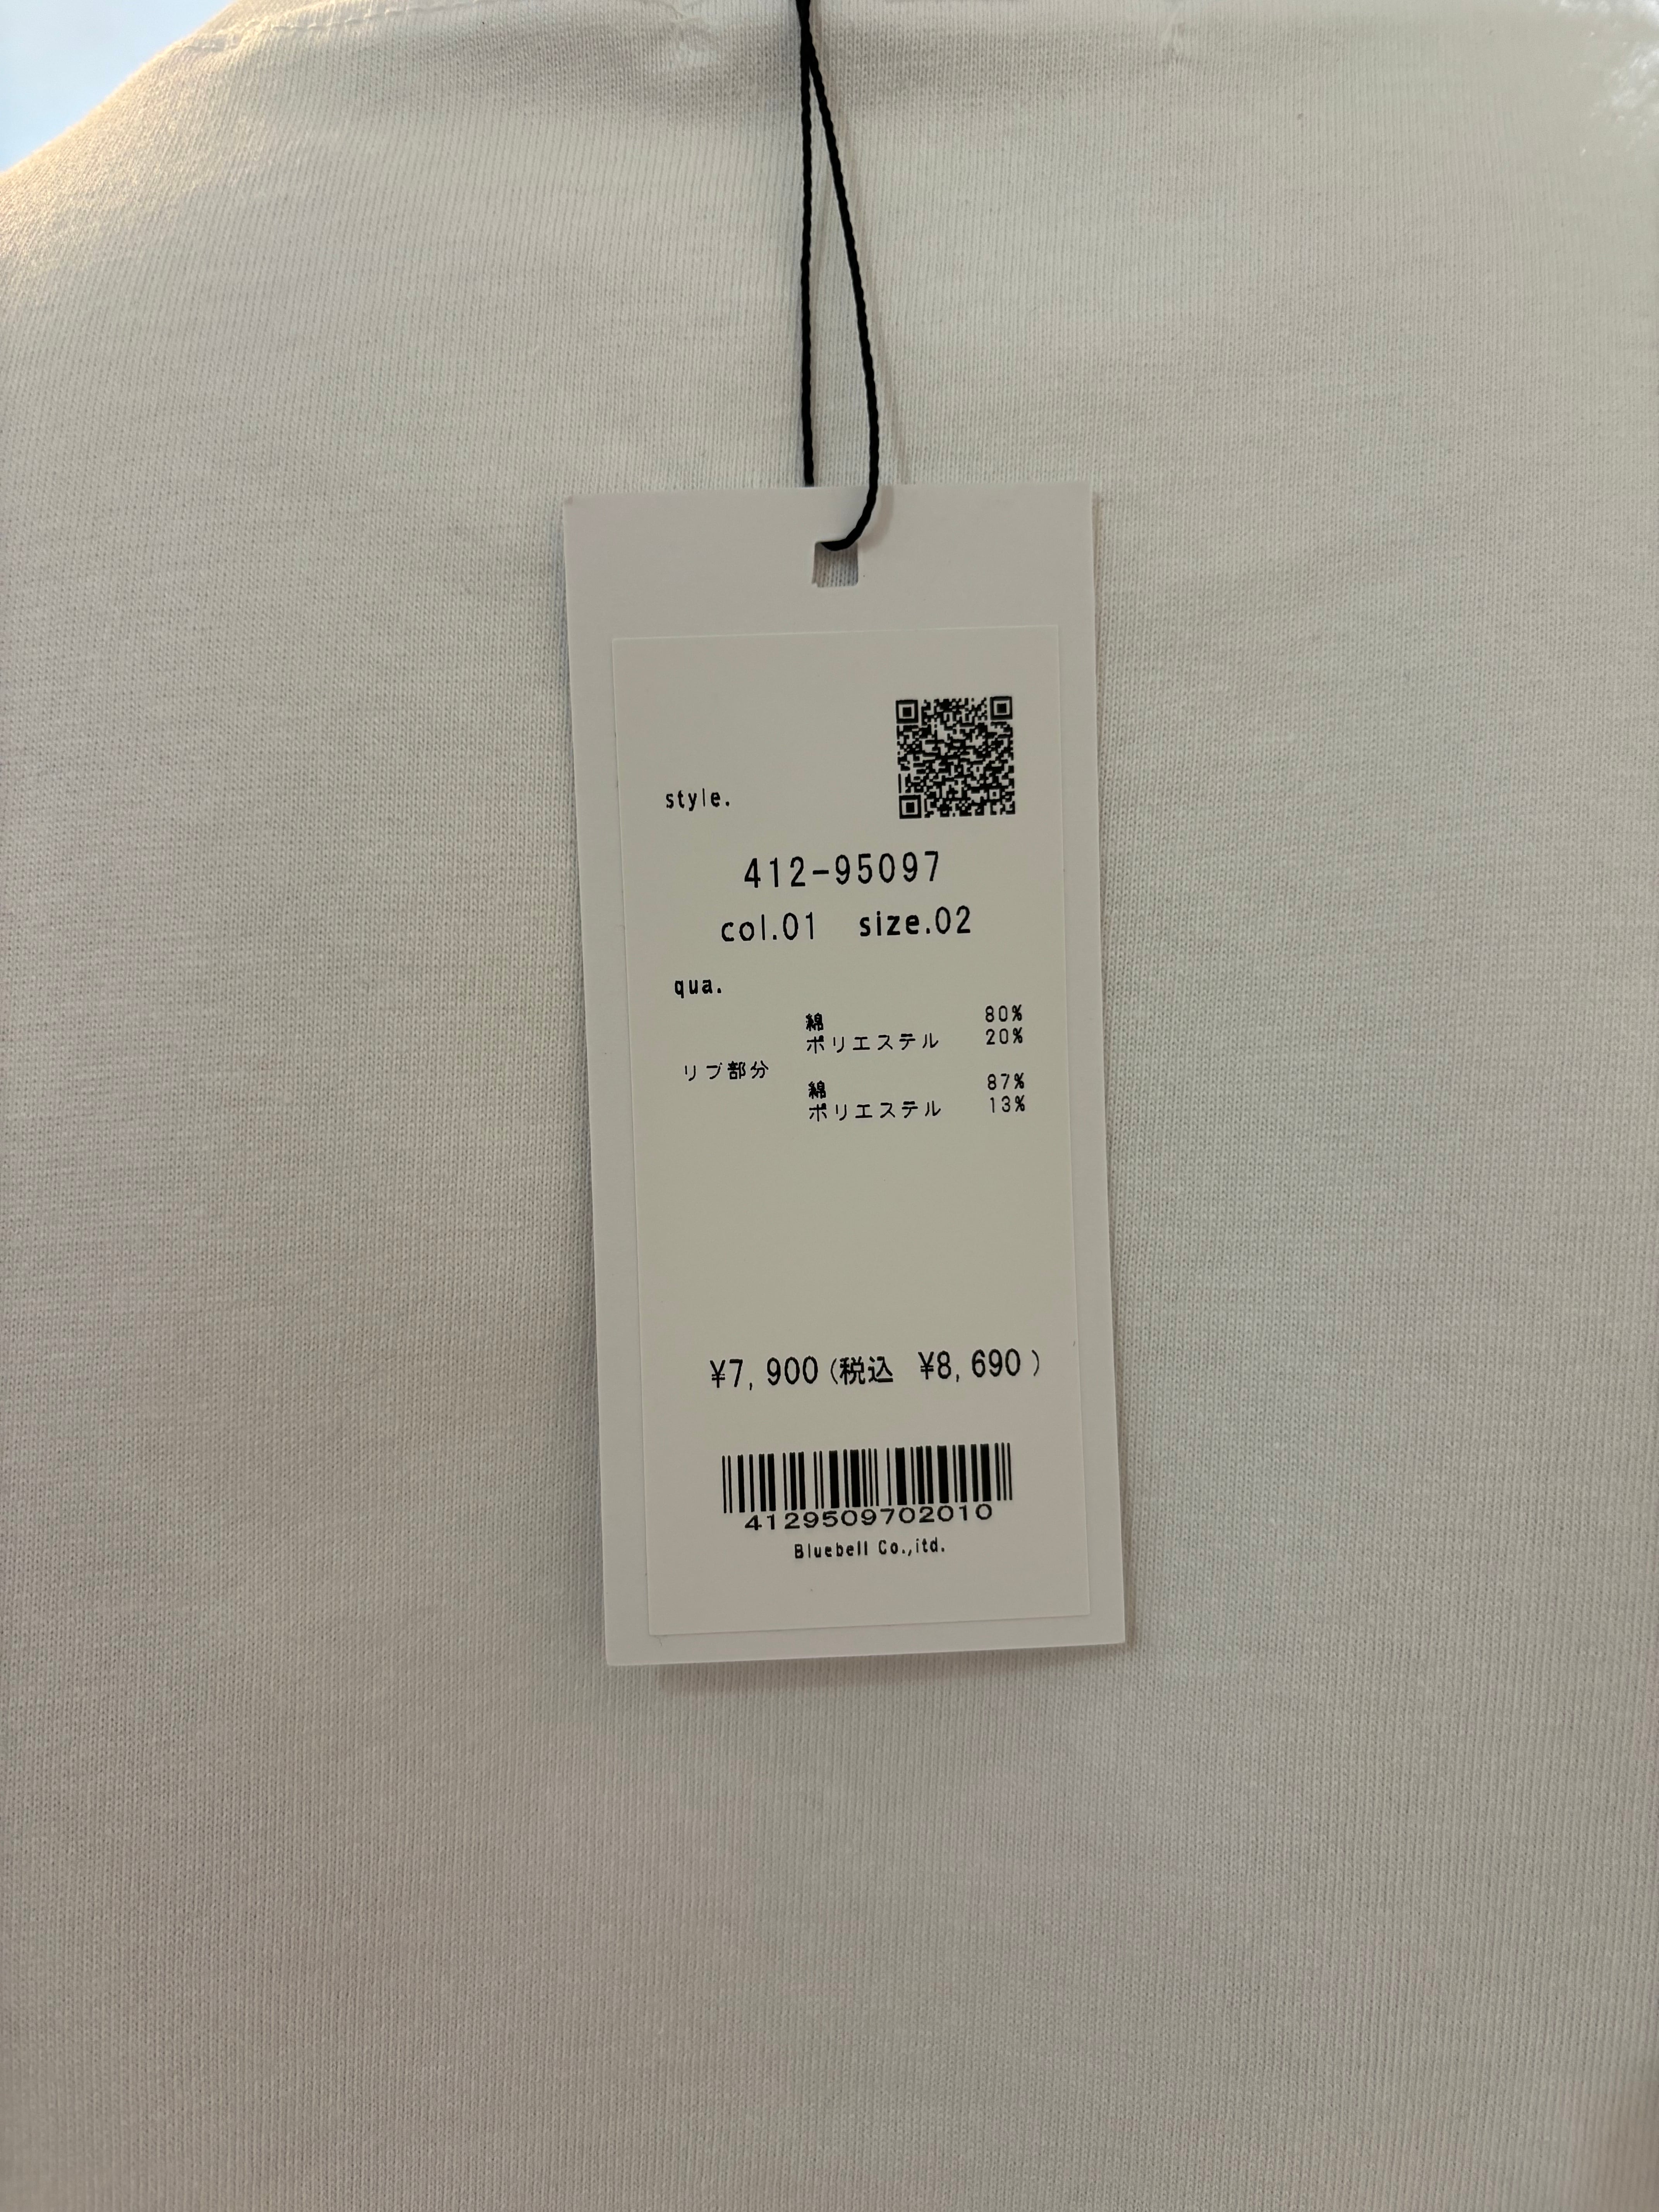 style.
412-95097
col.01 size.02
qua.
綿 80%
ポリエステル 20%
リブ部分
綿 87%
ポリエステル 13%
¥7,900(税込 ¥8,690)
4129509702010
Bluebell Co.,itd.